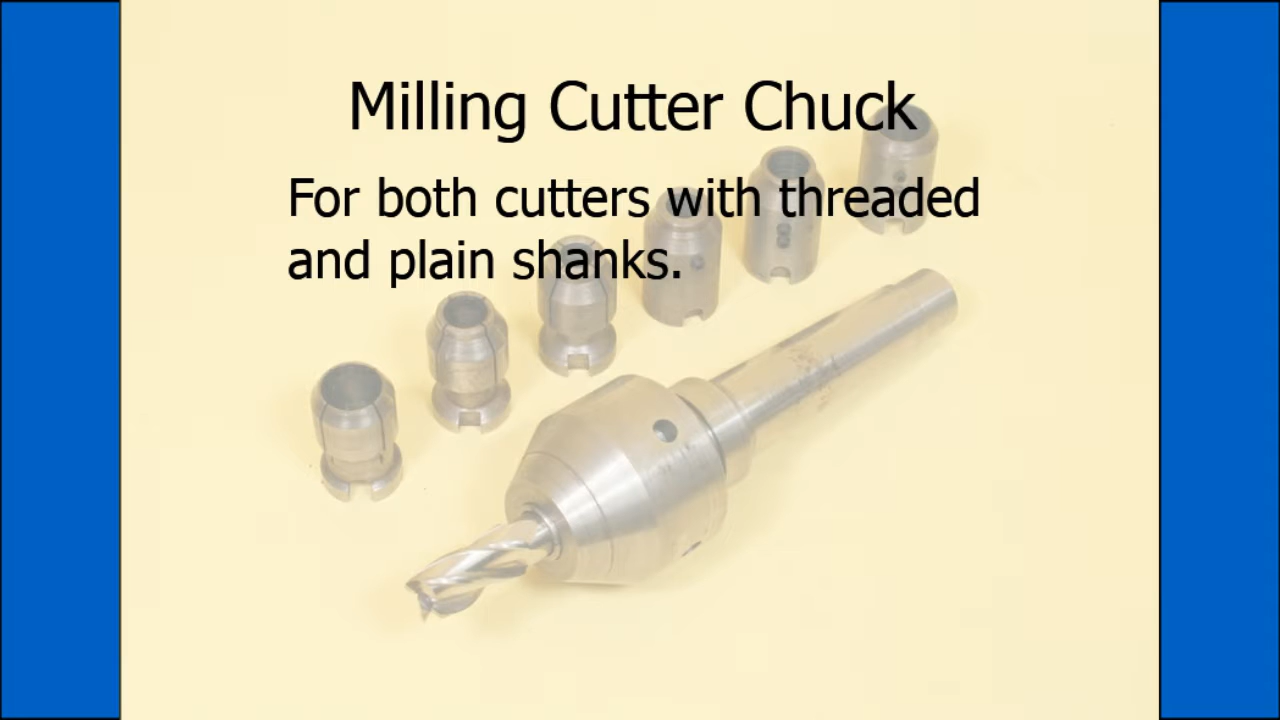 Milling Cutter Chuck
For both cutters with threaded
and plain shanks.